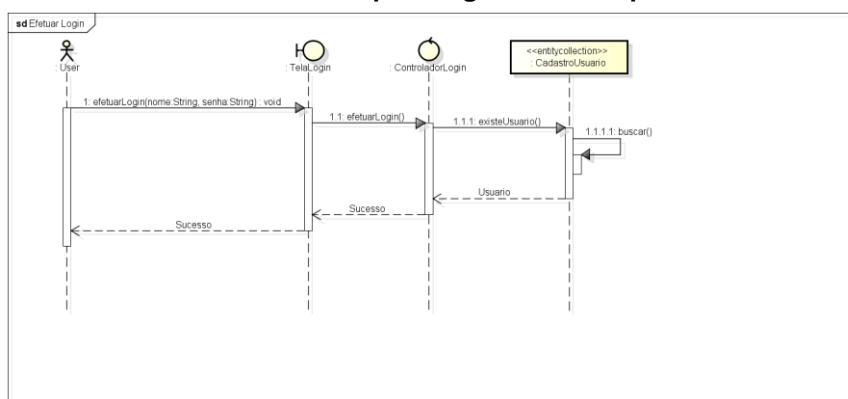 sd Efetuar Login
: User
: TelaLogin
: ControladorLogin
<<entitycollection>>
: CadastroUsuario
1: efetuarLogin(nome:String, senha:String) : void
1.1: efetuarLogin()
1.1.1: existeUsuario()
1.1.1.1: buscar()
Usuario
Sucesso
Sucesso